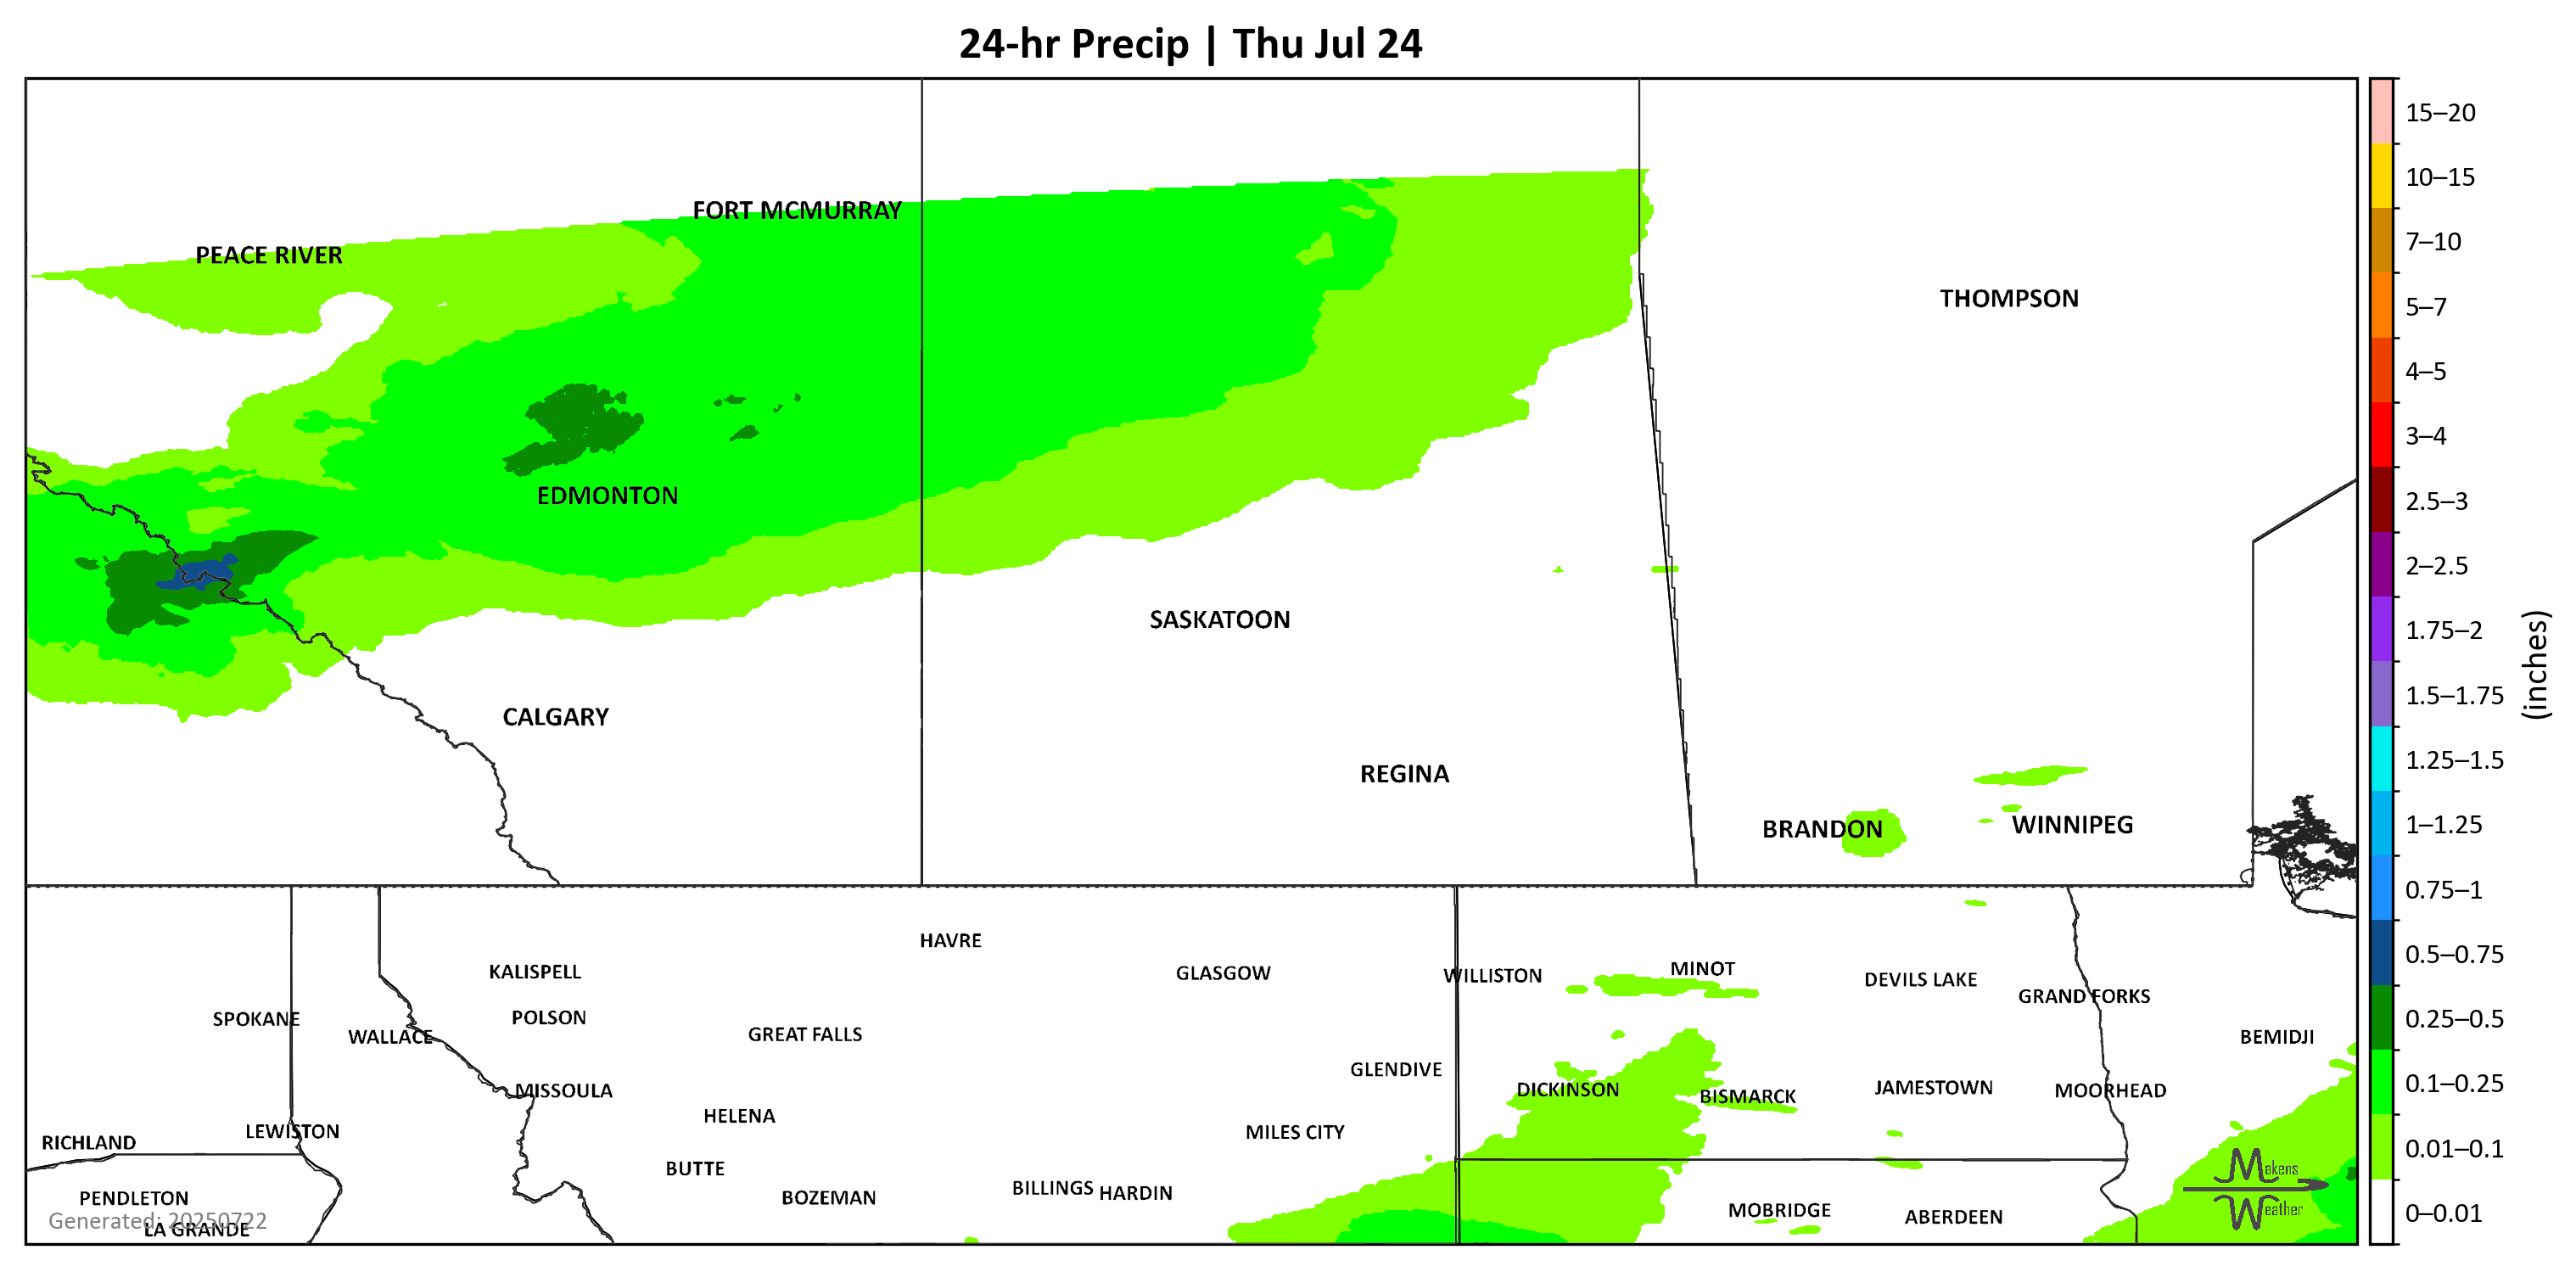 24-hr Precip | Thu Jul 24
FORT MCMURRAY
PEACE RIVER
THOMPSON
EDMONTON
SASKATOON
CALGARY
REGINA
BRANDON
WINNIPEG
HAVRE
KALISPELL
GLASGOW
WILLISTON
MINOT
DEVILS LAKE
GRAND FORKS
SPOKANE
WALLACE
POLSON
GREAT FALLS
BEMIDJI
GLENDIVE
MISSOULA
DICKINSON
BISMARCK
JAMESTOWN
MOORHEAD
HELENA
RICHLAND
LEWISTON
MILES CITY
BUTTE
PENDLETON
BOZEMAN
BILLINGS
HARDIN
MOBRIDGE
ABERDEEN
Generated: 20250722
LA GRANDE
Makens
Weather
15–20
10–15
7–10
5–7
4–5
3–4
2.5–3
2–2.5
1.75–2
1.5–1.75
1.25–1.5
1–1.25
0.75–1
0.5–0.75
0.25–0.5
0.1–0.25
0.01–0.1
0–0.01
(inches)